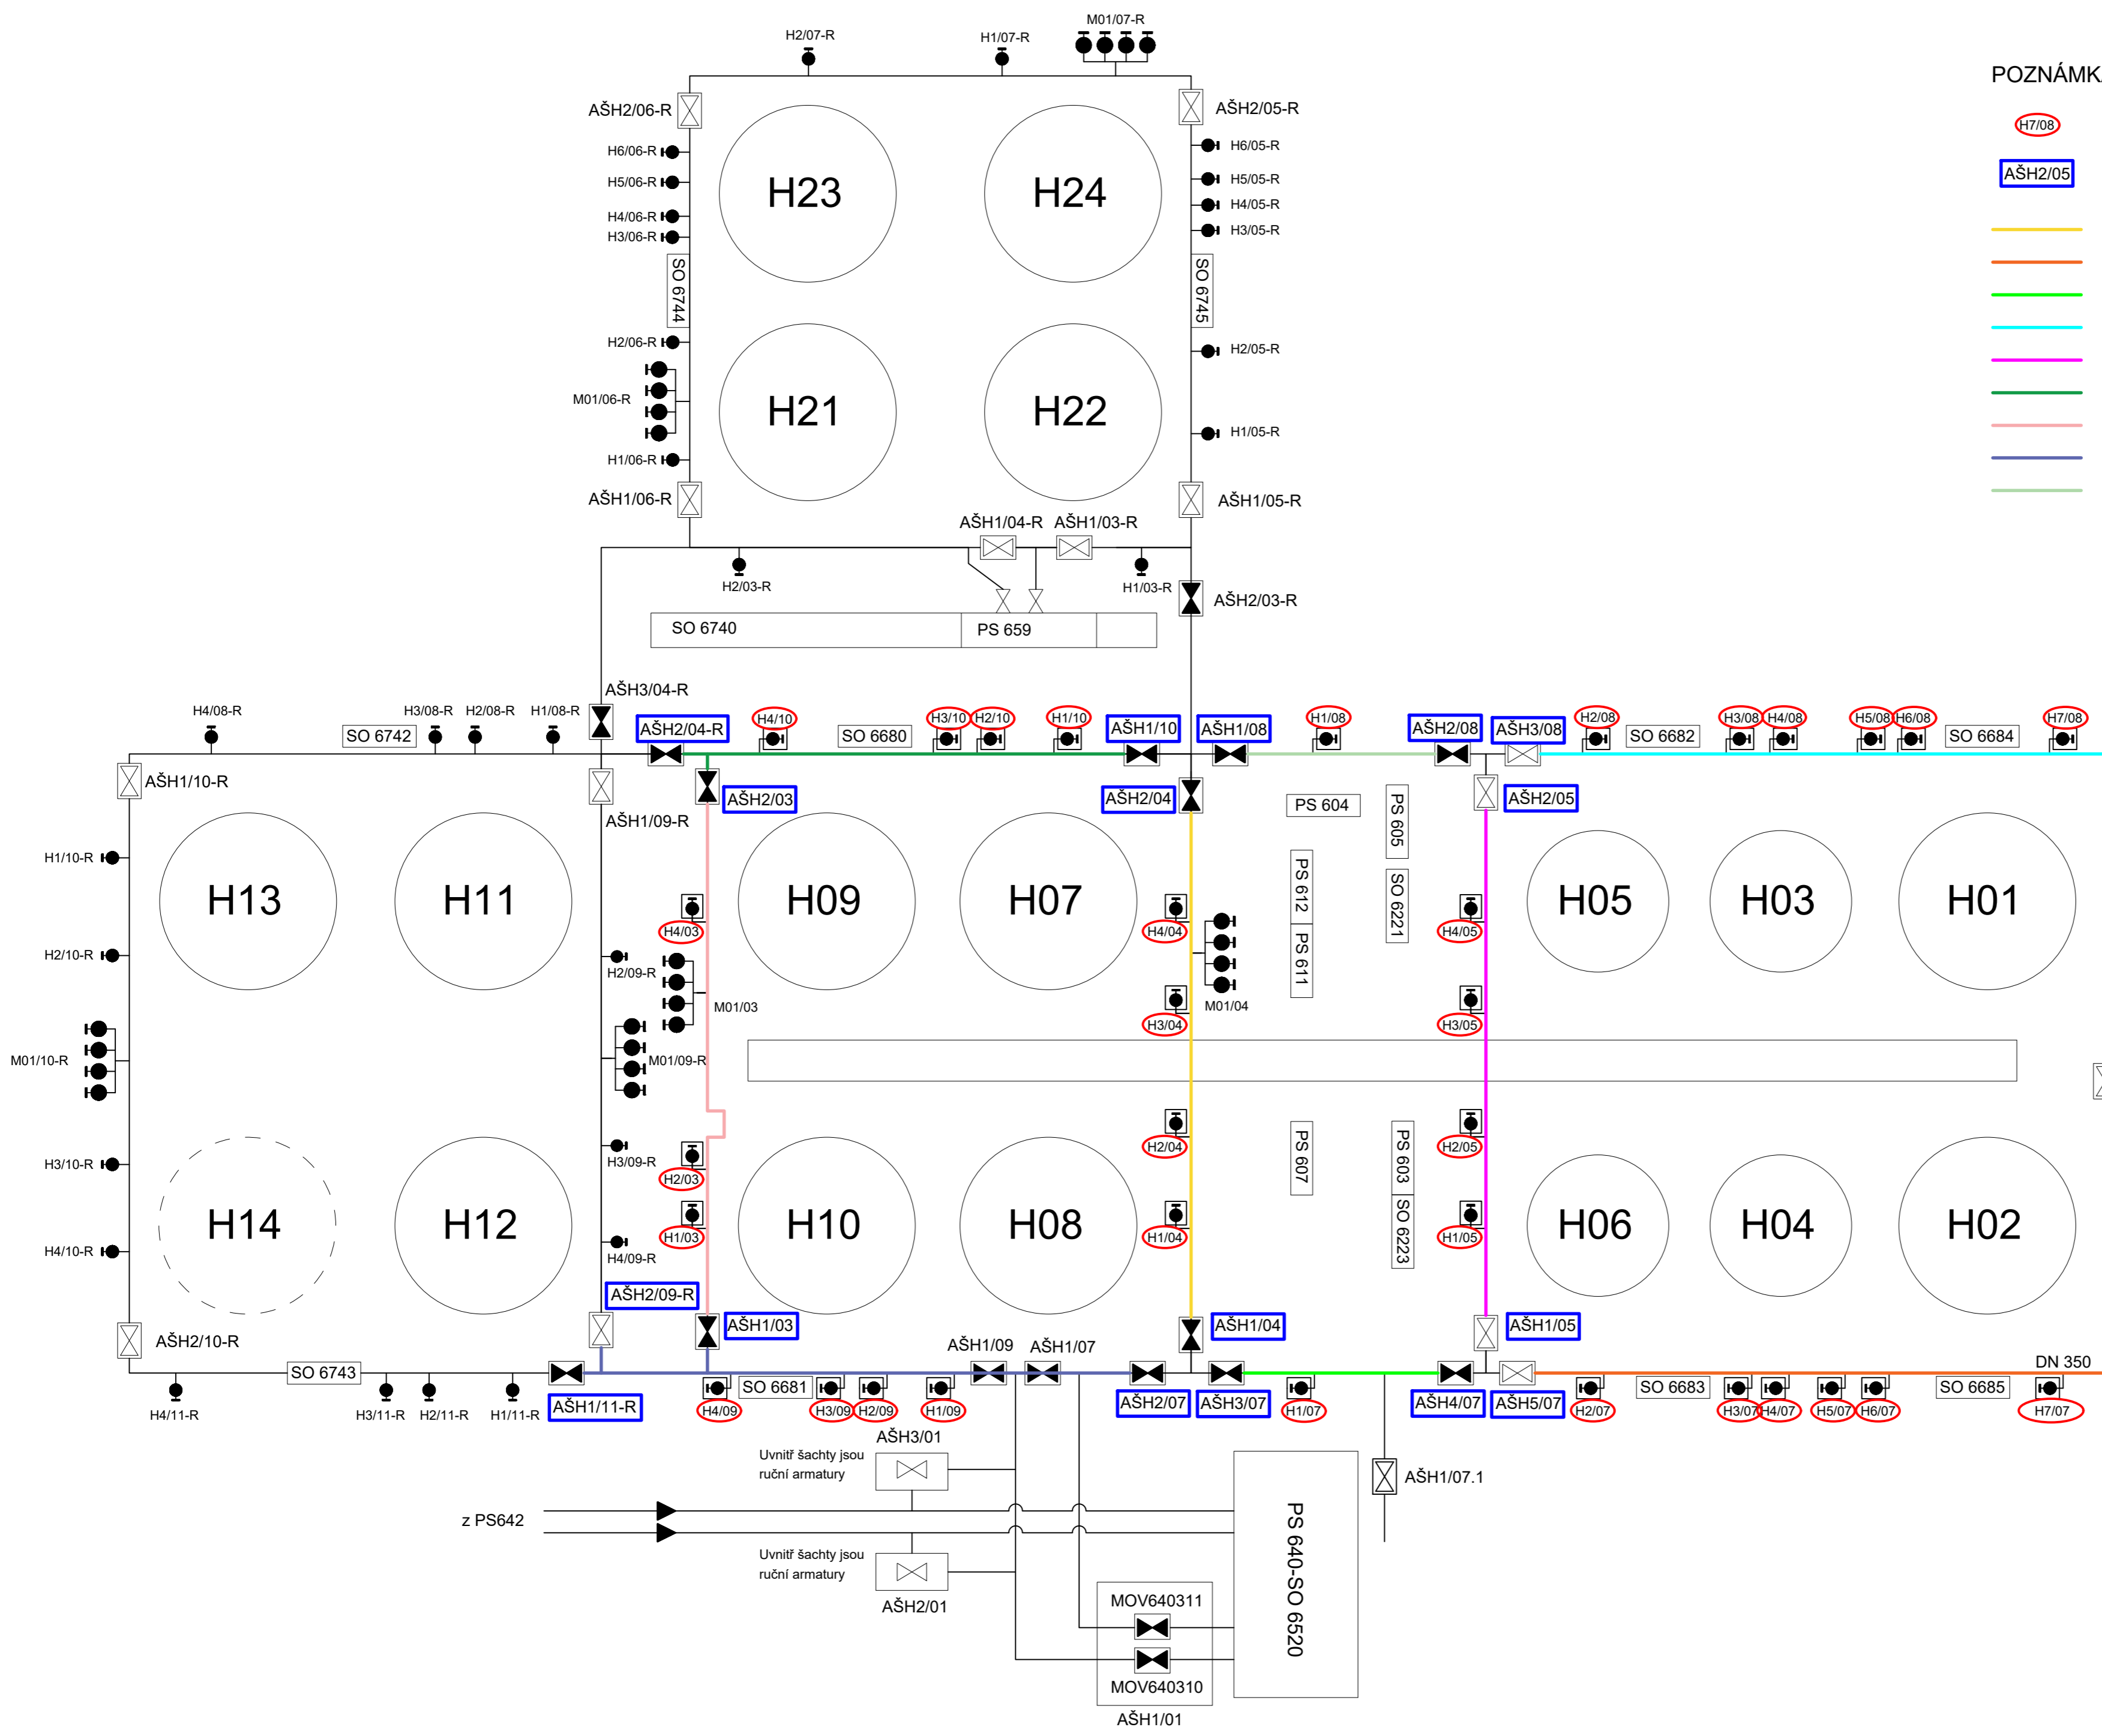 M01/07-R
H2/07-R
H1/07-R
POZNÁMK
AŠH2/06-R
AŠH2/05-R
H7/08
H6/06-R
H6/05-R
H5/06-R
H23
H24
H5/05-R
AŠH2/05
H4/06-R
H4/05-R
H3/06-R
H3/05-R
SO 6744
SO 6745
H2/06-R
H2/05-R
M01/06-R
H21
H22
H1/06-R
H1/05-R
AŠH1/06-R
AŠH1/05-R
AŠH1/04-R
AŠH1/03-R
H2/03-R
H1/03-R
AŠH2/03-R
SO 6740
PS 659
AŠH3/04-R
H4/08-R
H3/08-R
H2/08-R
H1/08-R
SO 6742
AŠH2/04-R
H4/10
SO 6680
H3/10
H2/10
H1/10
AŠH1/10
AŠH1/08
H1/08
AŠH2/08
AŠH3/08
H2/08
SO 6682
H3/08
H4/08
H5/08
H6/08
SO 6684
H7/08
AŠH1/10-R
AŠH1/09-R
AŠH2/03
AŠH2/04
PS 604
PS 605
AŠH2/05
H1/10-R
H13
H11
H4/03
H09
H07
H4/04
PS 612
PS 611
SO 6221
H4/05
H05
H03
H01
H2/10-R
H2/09-R
M01/03
M01/04
H3/04
H3/05
M01/10-R
M01/09-R
H3/10-R
H3/09-R
H2/03
H2/04
PS 607
PS 603
SO 6223
H2/05
H14
H12
H1/03
H10
H08
H1/04
H1/05
H06
H04
H02
H4/10-R
H4/09-R
AŠH2/09-R
AŠH2/10-R
AŠH1/03
AŠH1/09
AŠH1/07
AŠH1/04
AŠH1/05
DN 350
SO 6743
H4/11-R
H3/11-R
H2/11-R
H1/11-R
AŠH1/11-R
H4/09
SO 6681
H3/09
H2/09
H1/09
AŠH2/07
AŠH3/07
H1/07
AŠH4/07
AŠH5/07
H2/07
SO 6683
H3/07
H4/07
H5/07
H6/07
SO 6685
H7/07
AŠH3/01
Uvnitř šachty jsou
ruční armatury
AŠH1/07.1
z PS642
PS 640-SO 6520
Uvnitř šachty jsou
ruční armatury
AŠH2/01
MOV640311
MOV640310
AŠH1/01